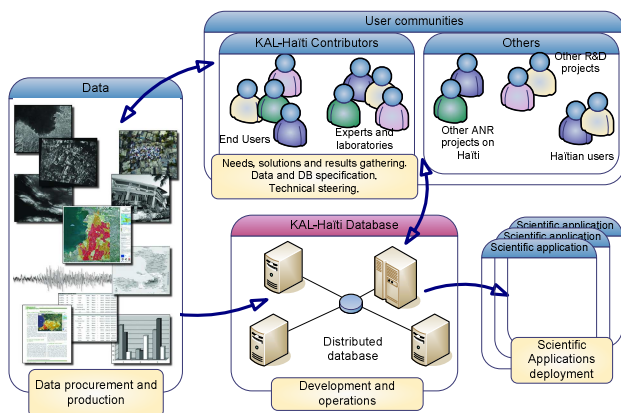 User communities
KAL-Haïti Contributors
Others
Other R&D
projects
Data
End Users
Experts and
laboratories
Other ANR
projects on
Haïti
Haïtian users
Needs, solutions and results gathering.
Data and DB specification.
Technical steering.
KAL-Haïti Database
Scientific application
Scientific application
Scientific application
Distributed
database
Scientific
Applications
deployment
Data procurement and
production
Development and
operations